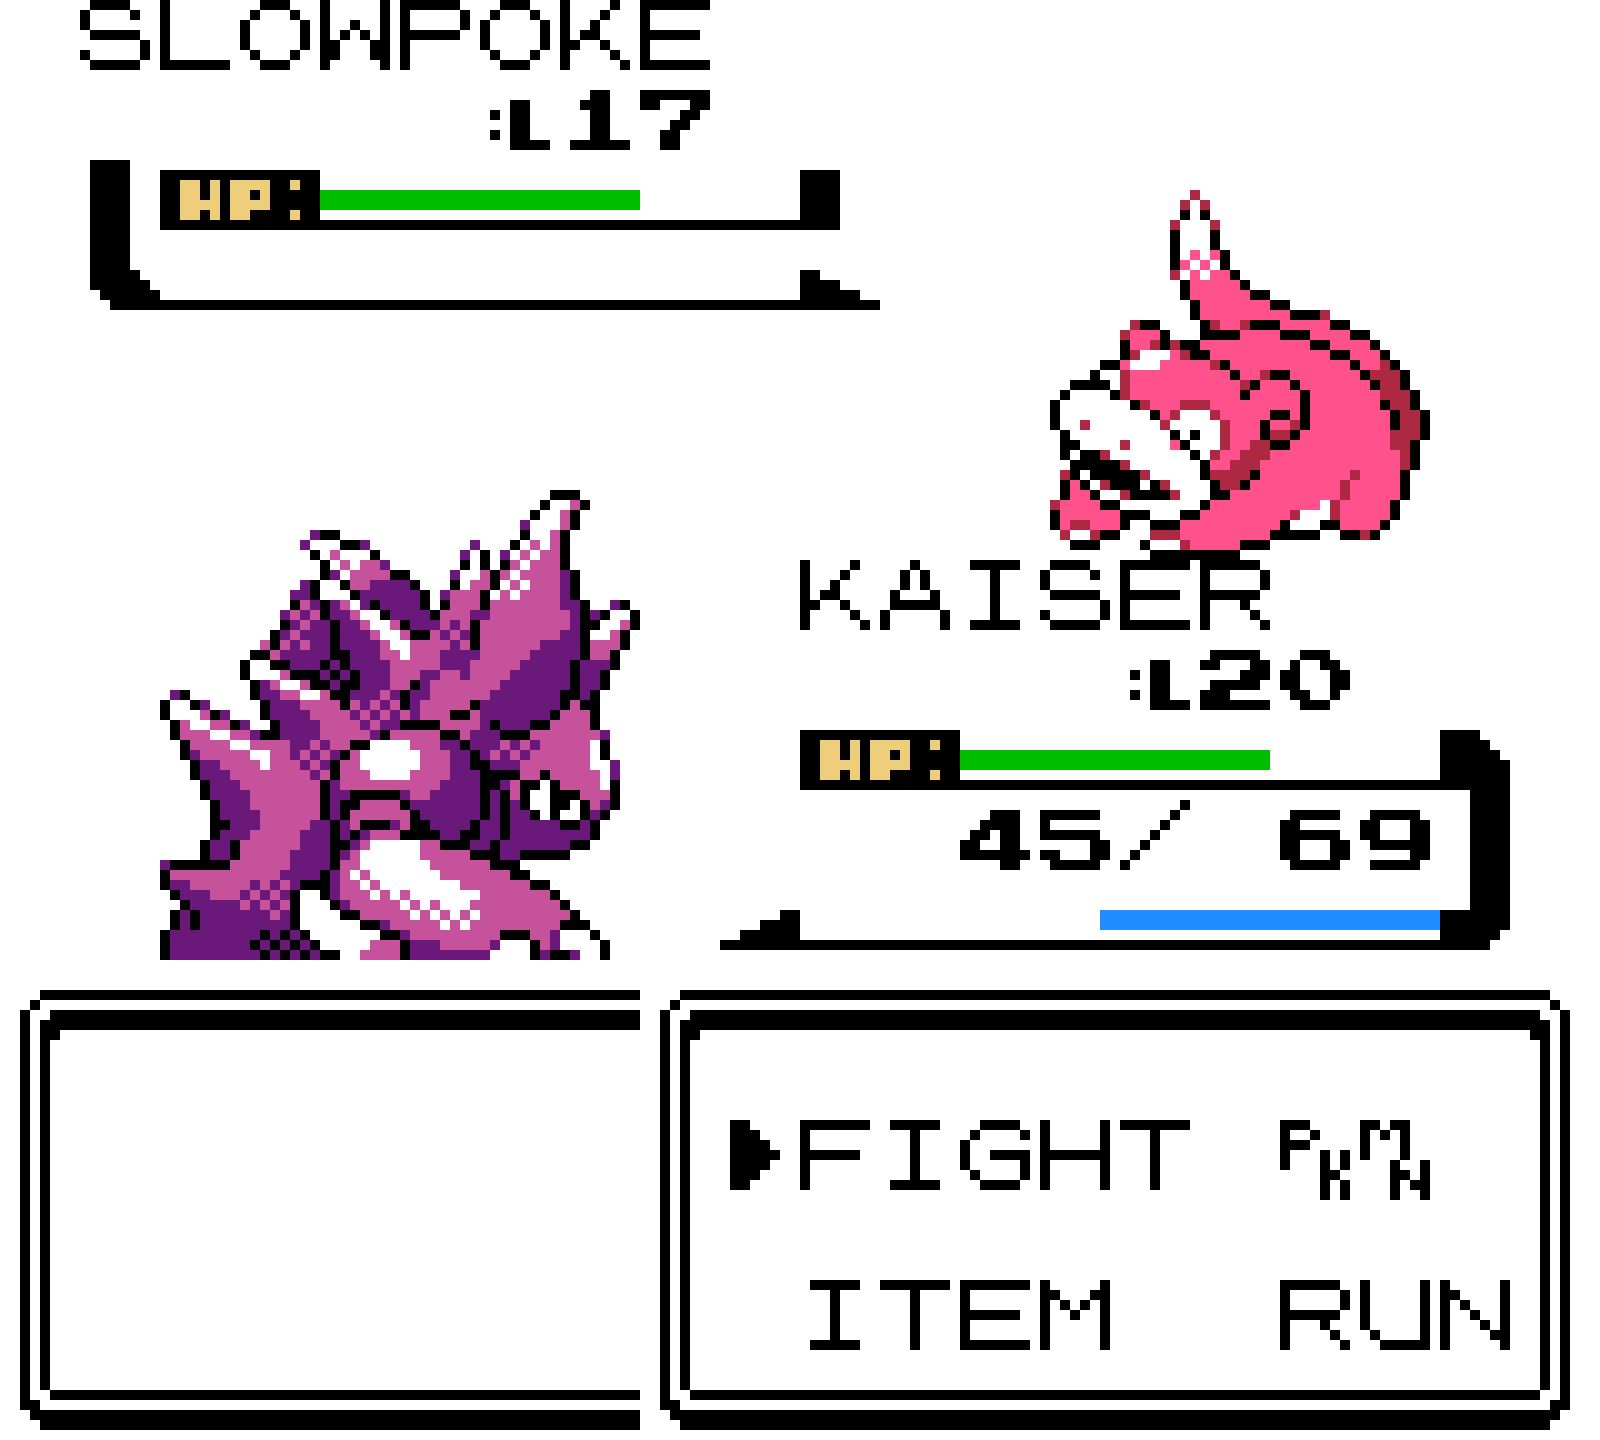 SLOWPOKE
:L17
HP:
KAISER
:L20
HP:
45/ 69
FIGHT PKMN
ITEM RUN